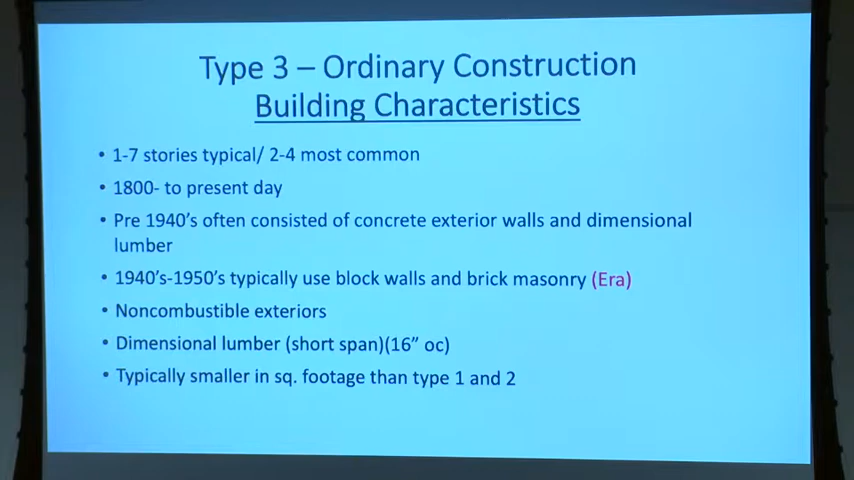 Type 3 – Ordinary Construction
Building Characteristics
• 1-7 stories typical/ 2-4 most common
• 1800- to present day
• Pre 1940's often consisted of concrete exterior walls and dimensional
lumber
• 1940's-1950's typically use block walls and brick masonry (Era)
• Noncombustible exteriors
• Dimensional lumber (short span)(16” oc)
• Typically smaller in sq. footage than type 1 and 2